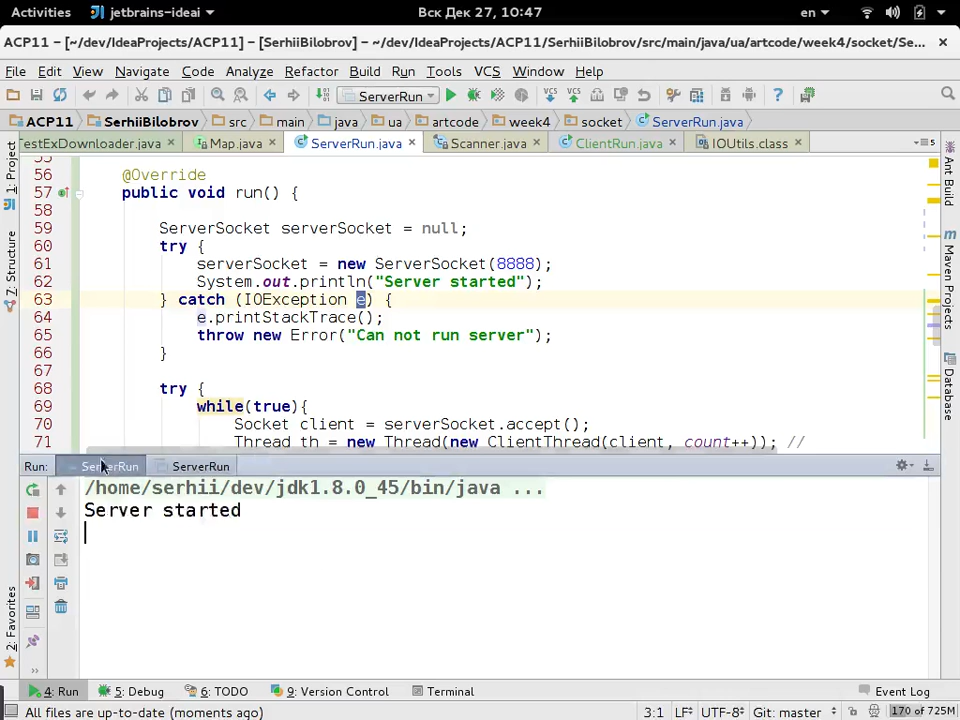 Activities jetbrains-ideai Вск Дек 27, 10:47 en
ACP11 – [~/dev/IdeaProjects/ACP11] - [SerhiiBilobrov] – ~/dev/IdeaProjects/ACP11/SerhiiBilobrov/src/main/java/ua/artcode/week4/socket/Se...
File Edit View Navigate Code Analyze Refactor Build Run Tools VCS Window Help
ServerRun
ACP11 SerhiiBilobrov src main java ua artcode week4 socket ServerRun.java
TestExDownloader.java Map.java ServerRun.java Scanner.java ClientRun.java IOUtils.class
1: Project
7: Structure
2: Favorites
Ant Build
Maven Projects
Database
55
56 @Override
57 public void run() {
58
59 ServerSocket serverSocket = null;
60 try {
61 serverSocket = new ServerSocket(8888);
62 System.out.println("Server started");
63 } catch (IOException e) {
64 e.printStackTrace();
65 throw new Error("Can not run server");
66 }
67
68 try {
69 while(true){
70 Socket client = serverSocket.accept();
71 Thread th = new Thread(new ClientThread(client, count++)); //
Run: ServerRun ServerRun
/home/serhii/dev/jdk1.8.0_45/bin/java ...
Server started
4: Run 5: Debug 6: TODO 9: Version Control Terminal Event Log
All files are up-to-date (moments ago) 3:1 LF UTF-8 Git: master 170 of 725M